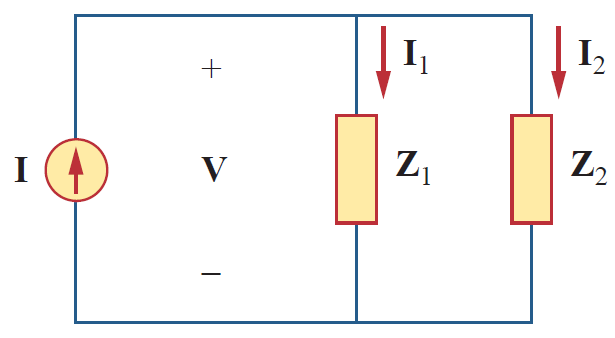 +
I₁
I₂
I
V
Z₁
Z₂
−